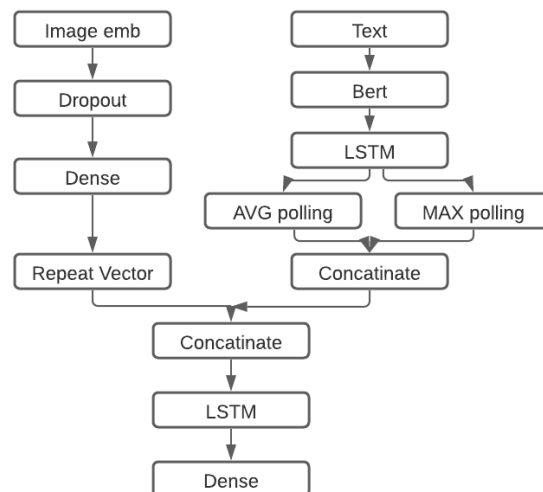 Image emb
Text
Dropout
Bert
Dense
LSTM
AVG polling
MAX polling
Repeat Vector
Concatinate
Concatinate
LSTM
Dense